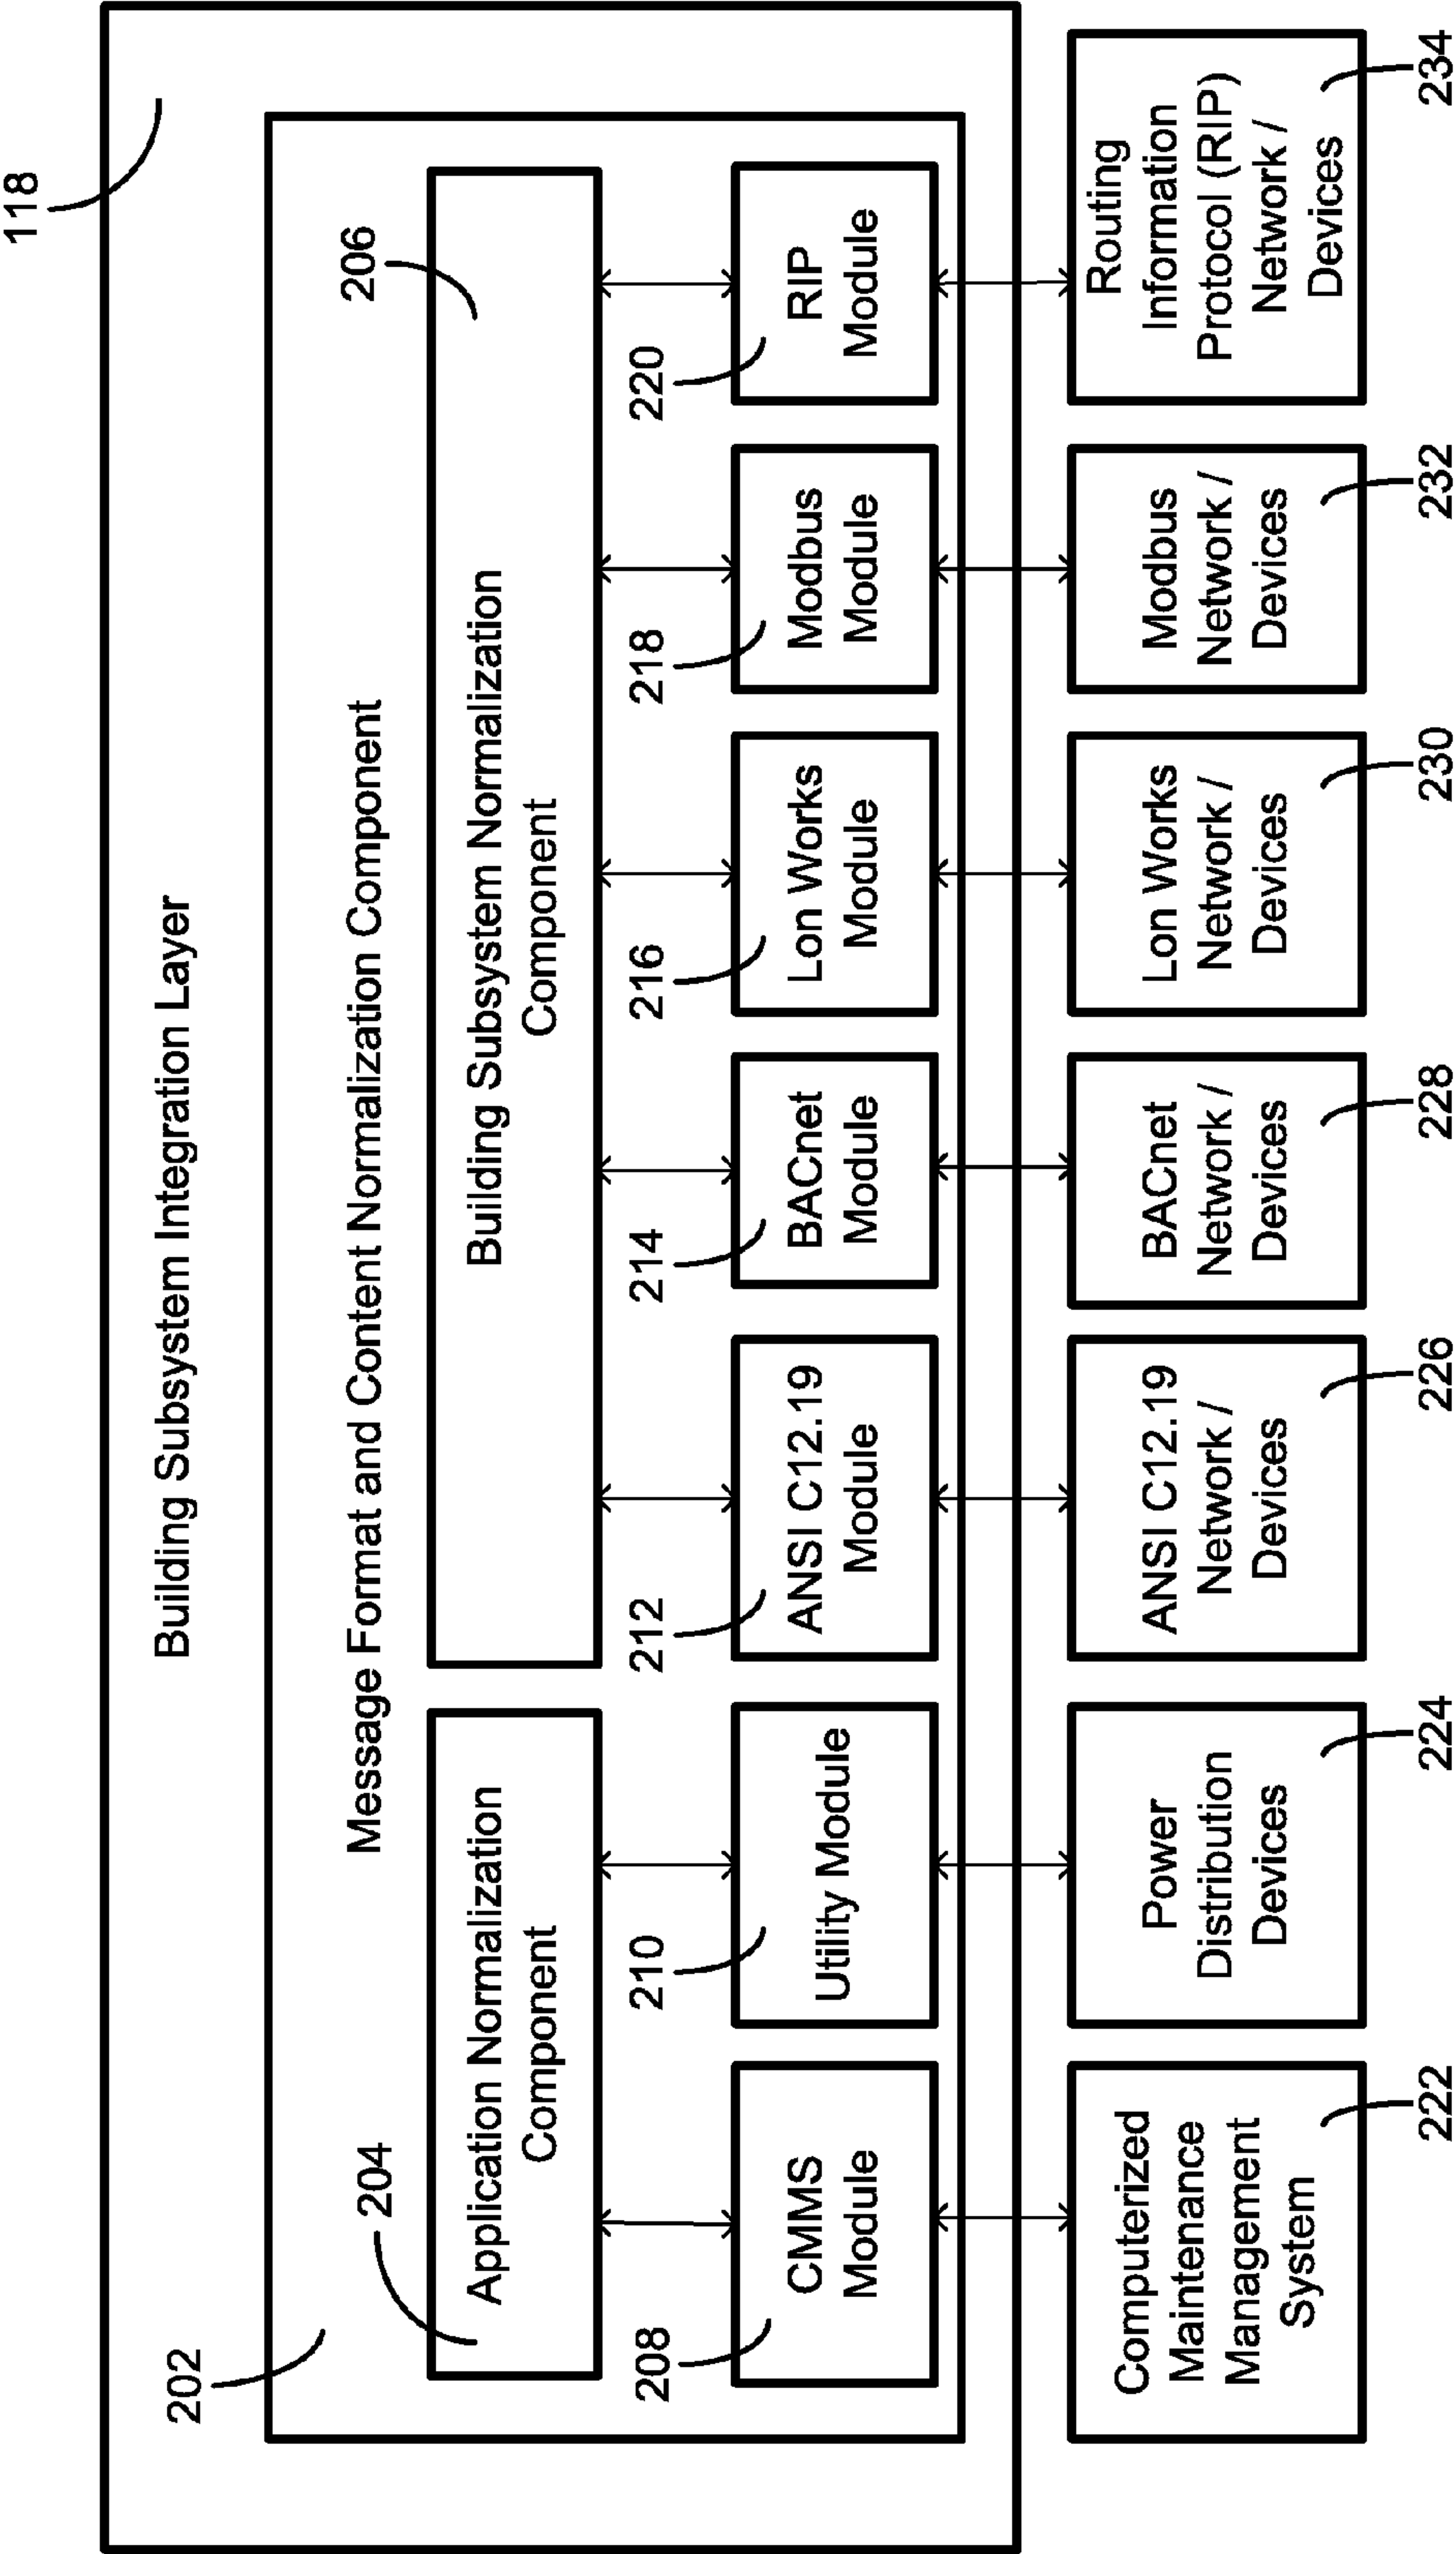 118
Building Subsystem Integration Layer
202
Message Format and Content Normalization Component
204
206
Application Normalization
Component
Building Subsystem Normalization
Component
208
210
212
214
216
218
220
CMMS
Module
Utility Module
ANSI C12.19
Module
BACnet
Module
Lon Works
Module
Modbus
Module
RIP
Module
Computerized
Maintenance
Management
System
Power
Distribution
Devices
ANSI C12.19
Network /
Devices
BACnet
Network /
Devices
Lon Works
Network /
Devices
Modbus
Network /
Devices
Routing
Information
Protocol (RIP)
Network /
Devices
222
224
226
228
230
232
234